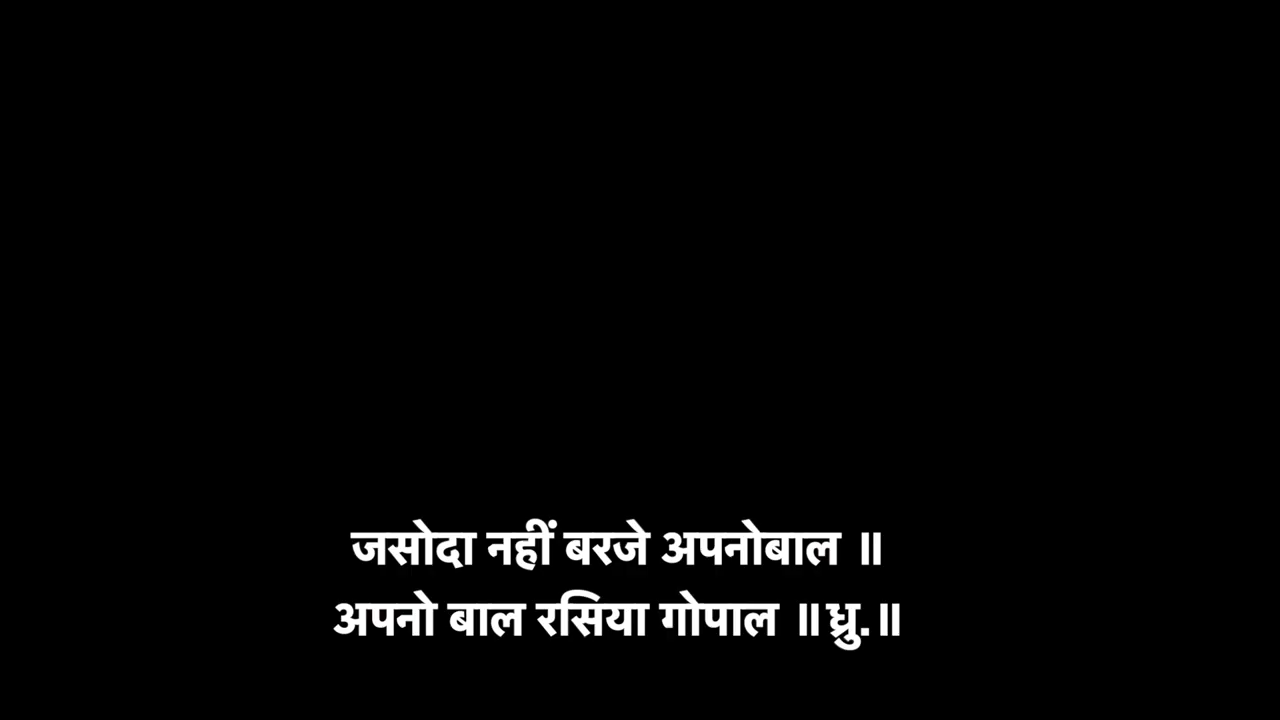 जसोदा नहीं बरजे अपनोबाल ॥
अपनो बाल रसिया गोपाल ॥ध्रु.॥